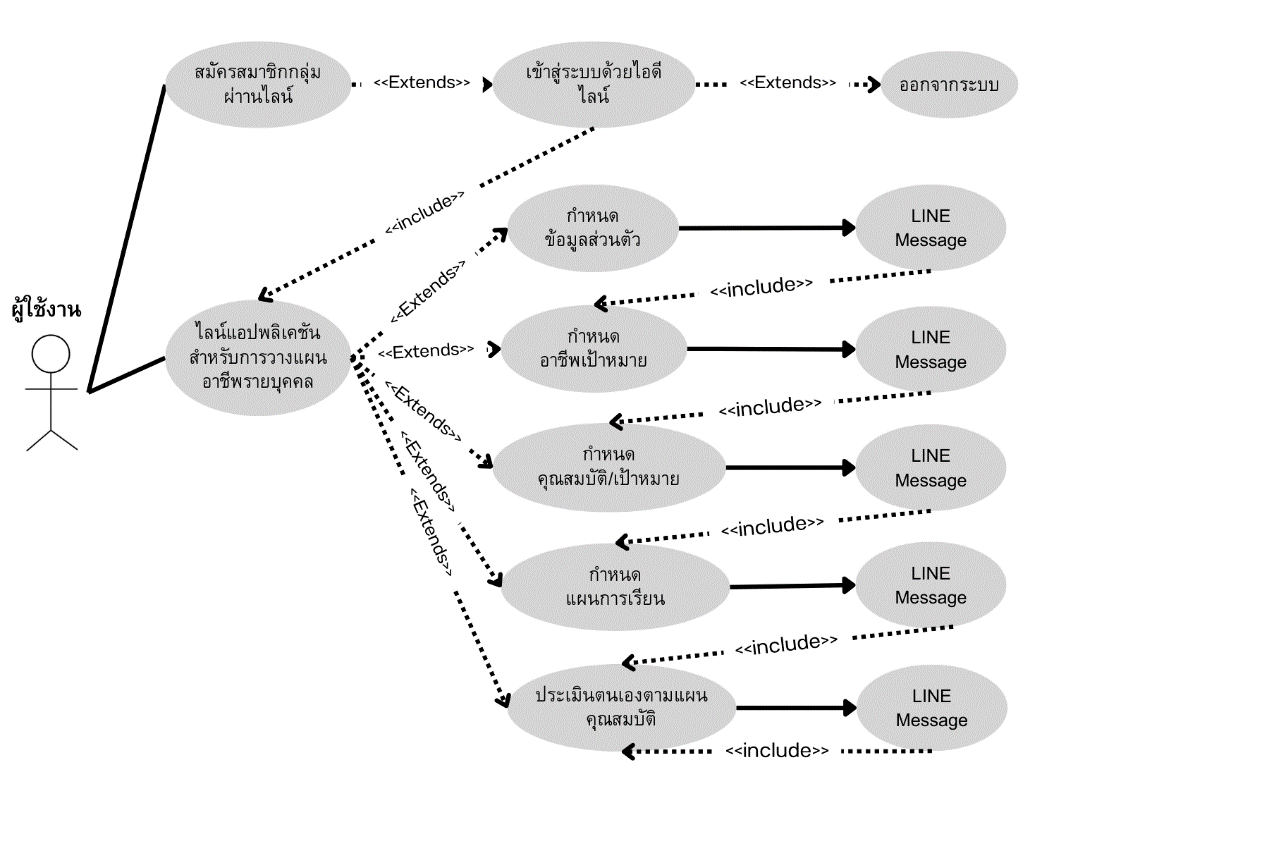 สมัครสมาชิกกลุ่ม
ผ่าานไลน์
<<Extends>>
เข้าสู่ระบบด้วยไอดี
ไลน์
<<Extends>>
ออกจากระบบ
<<include>>
กำหนด
ข้อมูลส่วนตัว
LINE
Message
<<Extends>>
<<include>>
ผู้ใช้งาน
ไลน์แอปพลิเคชัน
สำหรับการวางแผน
อาชีพรายบุคคล
<<Extends>>
กำหนด
อาชีพเป้าหมาย
LINE
Message
<<Extends>>
<<include>>
กำหนด
คุณสมบัติ/เป้าหมาย
LINE
Message
<<Extends>>
<<include>>
กำหนด
แผนการเรียน
LINE
Message
<<Extends>>
<<include>>
ประเมินตนเองตามแผน
คุณสมบัติ
LINE
Message
<<include>>